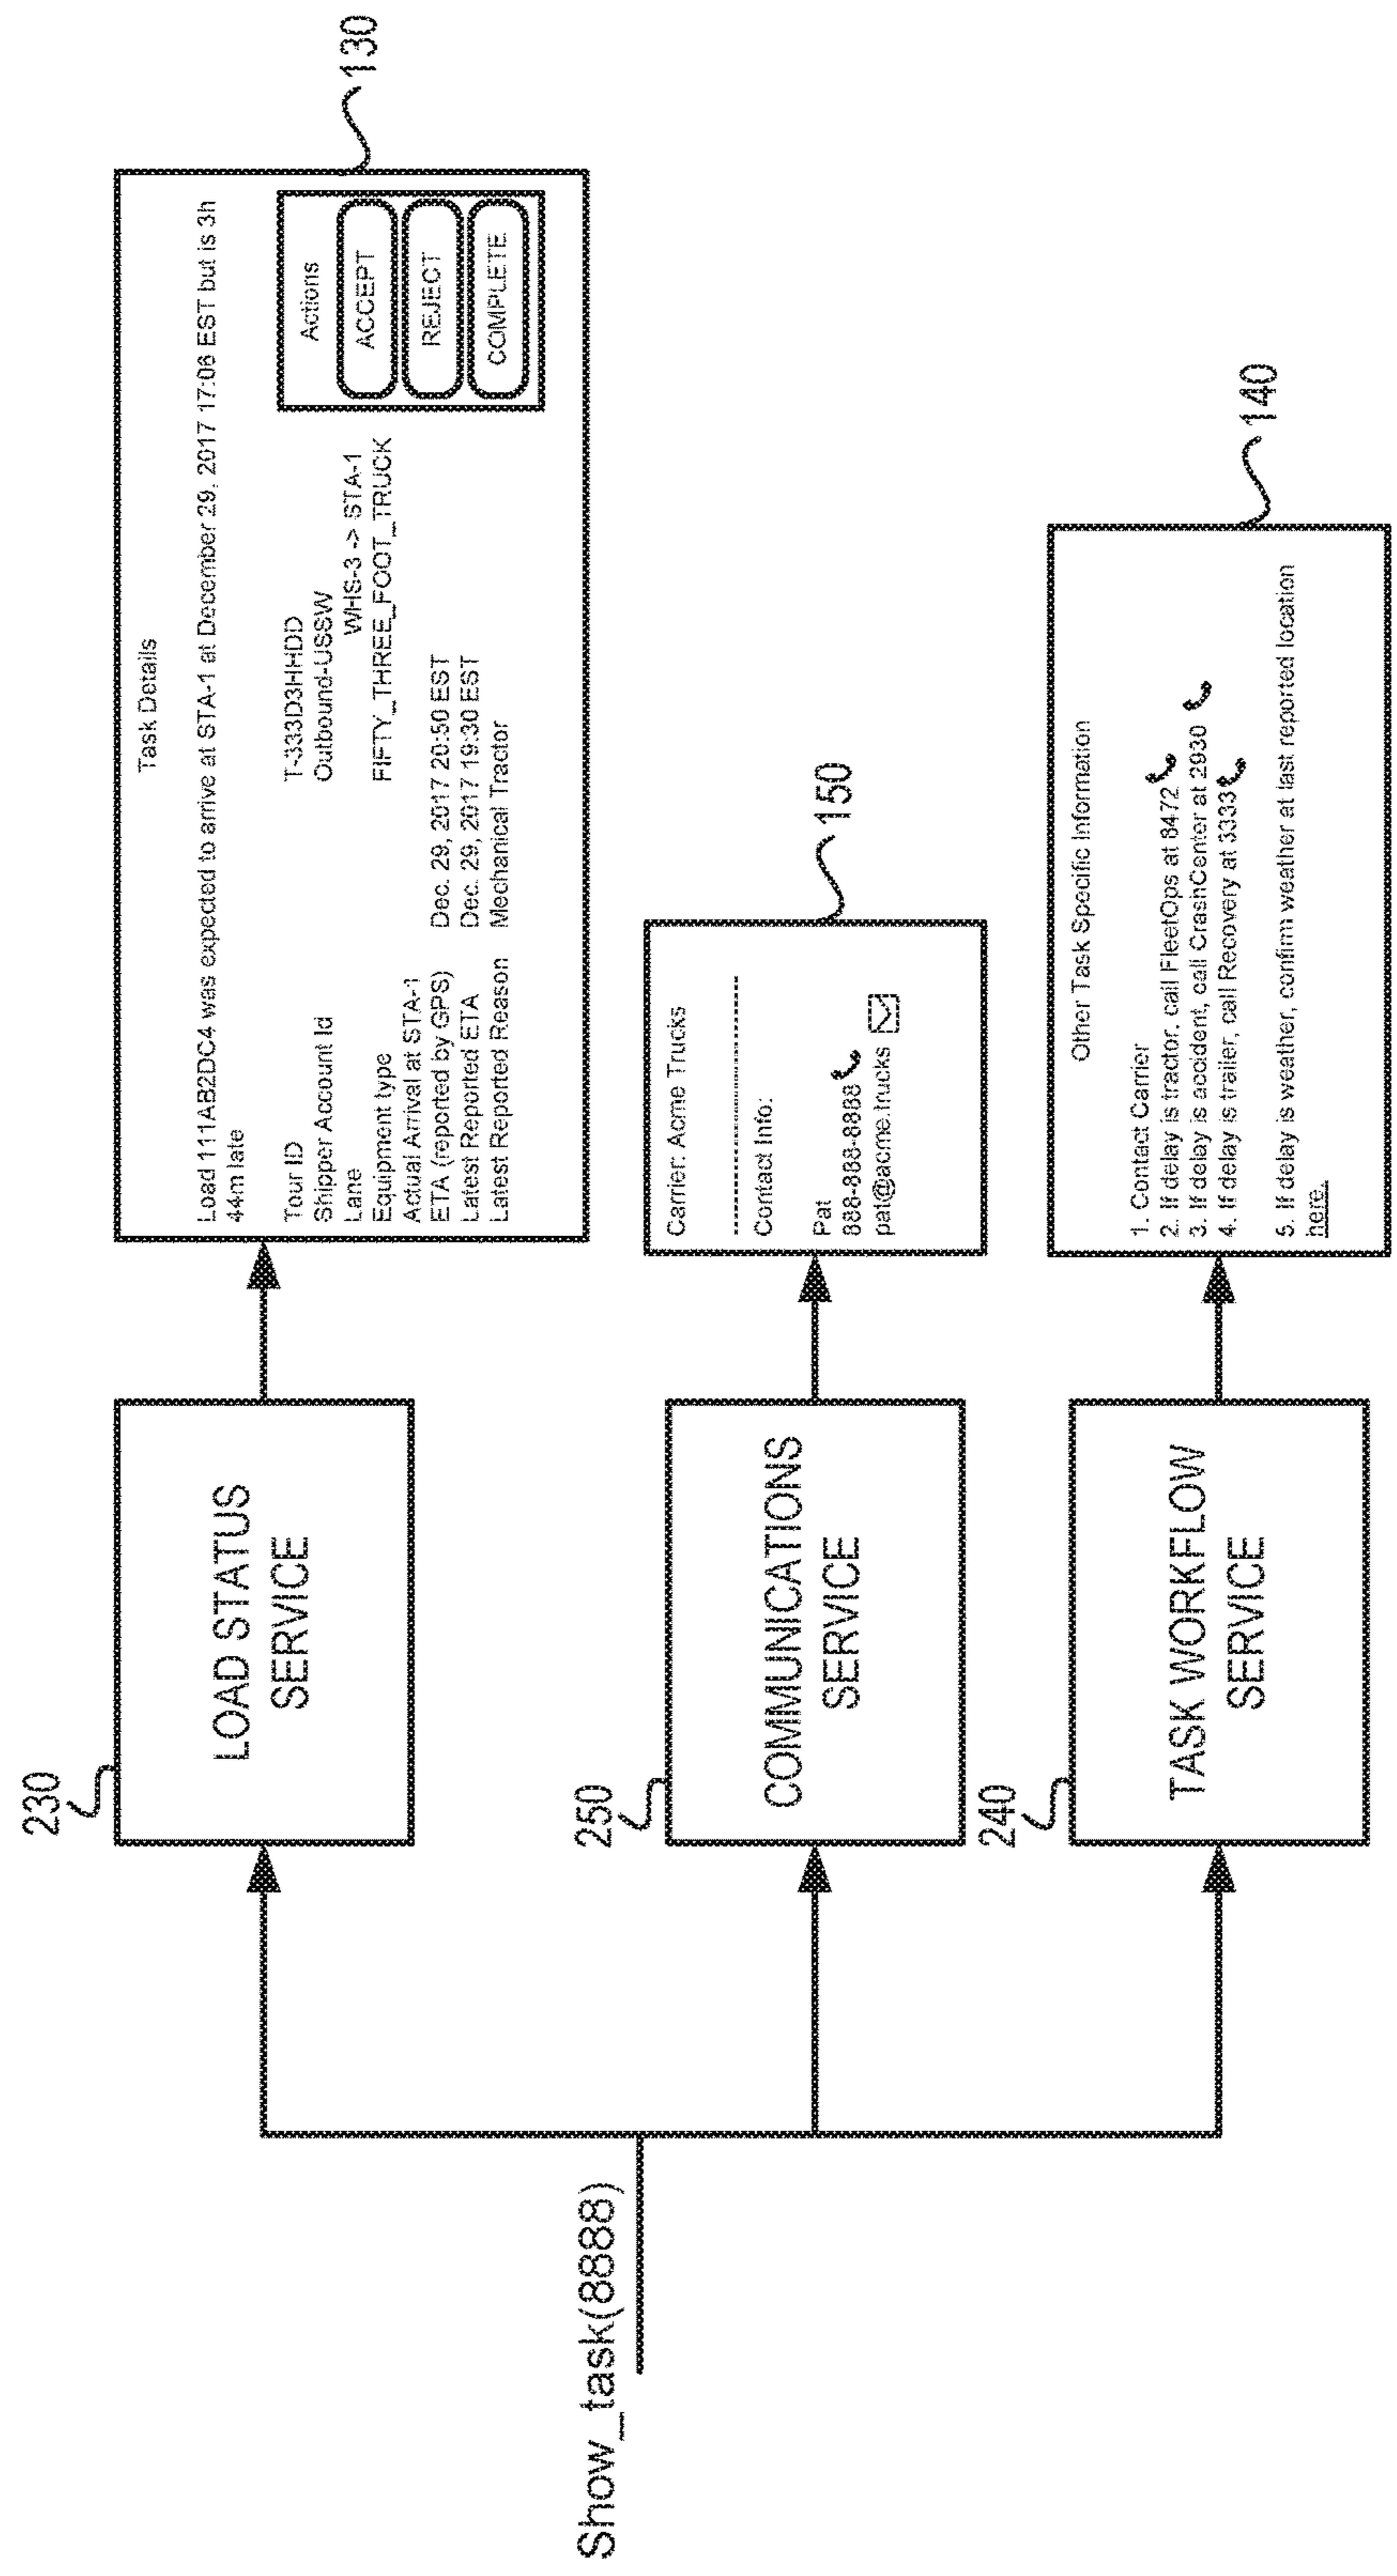 Show_task(8888)
230
LOAD STATUS
SERVICE
250
COMMUNICATIONS
SERVICE
240
TASK WORKFLOW
SERVICE
130
Task Details
Load 111AB2DC4 was expected to arrive at STA-1 at December 29, 2017 17:06 EST but is 3h
44m late
Tour ID T-333D3HHDD
Shipper Account Id Outbound-USSW
Lane WHS-3 -> STA-1
Equipment type FIFTY_THREE_FOOT_TRUCK
Actual Arrival at STA-1
ETA (reported by GPS) Dec. 29, 2017 20:50 EST
Latest Reported ETA Dec. 29, 2017 19:30 EST
Latest Reported Reason Mechanical Tractor
Actions
ACCEPT
REJECT
COMPLETE
150
Carrier: Acme Trucks
Contact Info:
Pat
888-888-8888
pat@acme.trucks
140
Other Task Specific Information
1. Contact Carrier
2. If delay is tractor, call FleetOps at 8472
3. If delay is accident, call CrashCenter at 2930
4. If delay is trailer, call Recovery at 3333
5. If delay is weather, confirm weather at last reported location
here.